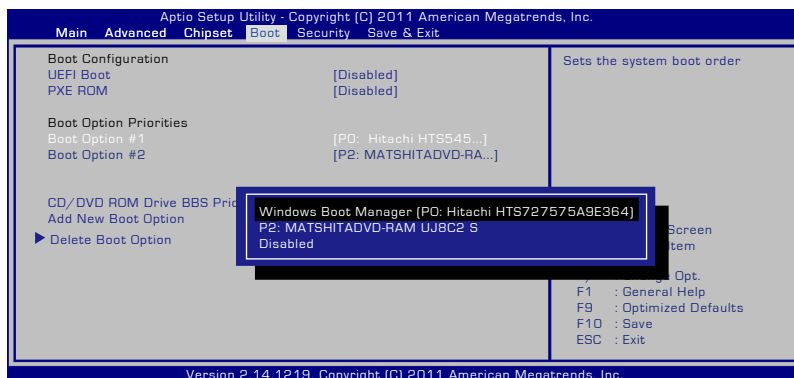 Aptio Setup Utility - Copyright (C) 2011 American Megatrends, Inc.
Main Advanced Chipset Boot Security Save & Exit
Boot Configuration
UEFI Boot [Disabled]
PXE ROM [Disabled]
Boot Option Priorities
Boot Option #1 [P0: Hitachi HTS545...]
Boot Option #2 [P2: MATSHITADVD-RA...]
CD/DVD ROM Drive BBS
Add New Boot Option
Delete Boot Option
Sets the system boot order
Windows Boot Manager (P0: Hitachi HTS727575A9E364)
P2: MATSHITADVD-RAM UJ8C2 S
Disabled
Screen
Item
Opt.
F1 : General Help
F9 : Optimized Defaults
F10 : Save
ESC : Exit
Version 2.14.1219. Copyright (C) 2011 American Megatrends, Inc.